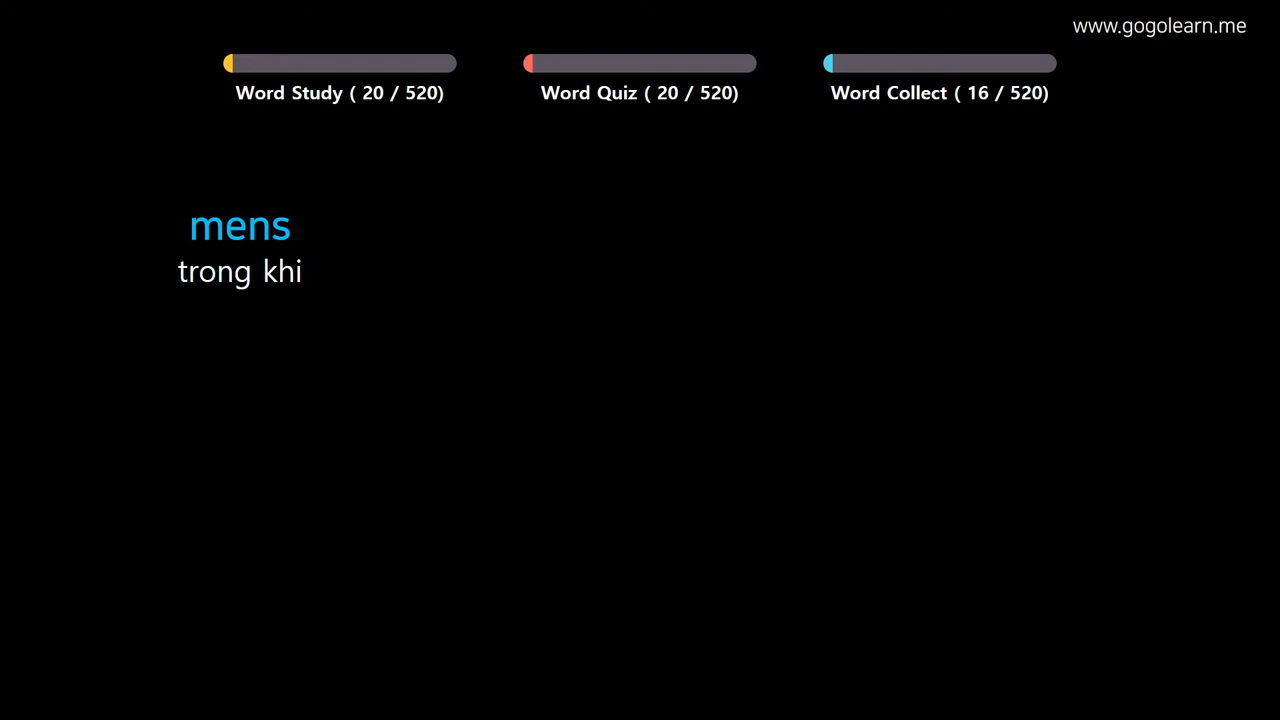 www.gogolearn.me
Word Study ( 20 / 520)
Word Quiz ( 20 / 520)
Word Collect ( 16 / 520)
mens
trong khi